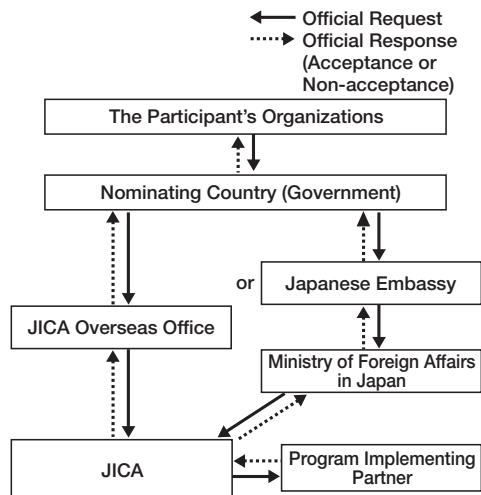 Official Request
Official Response
(Acceptance or
Non-acceptance)
The Participant's Organizations
Nominating Country (Government)
or
Japanese Embassy
JICA Overseas Office
Ministry of Foreign Affairs
in Japan
JICA
Program Implementing
Partner